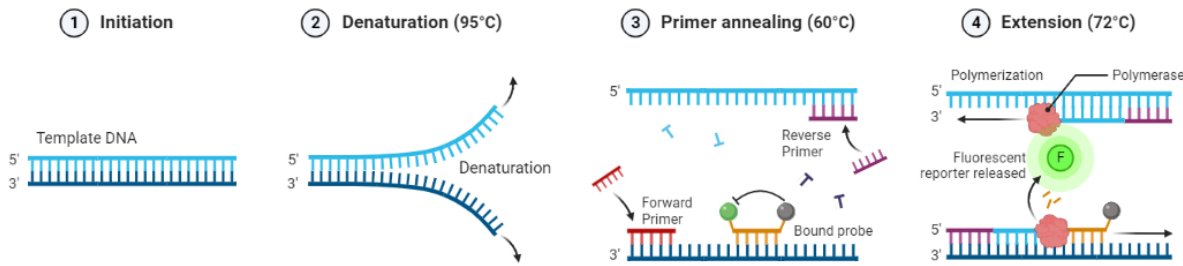 1 Initiation
Template DNA
5'
3'
2 Denaturation (95°C)
5'
3'
Denaturation
3 Primer annealing (60°C)
5'
Reverse
Primer
Forward
Primer
Bound probe
3'
4 Extension (72°C)
Polymerization
Polymerase
5'
3'
Fluorescent
reporter released
F
5'
3'